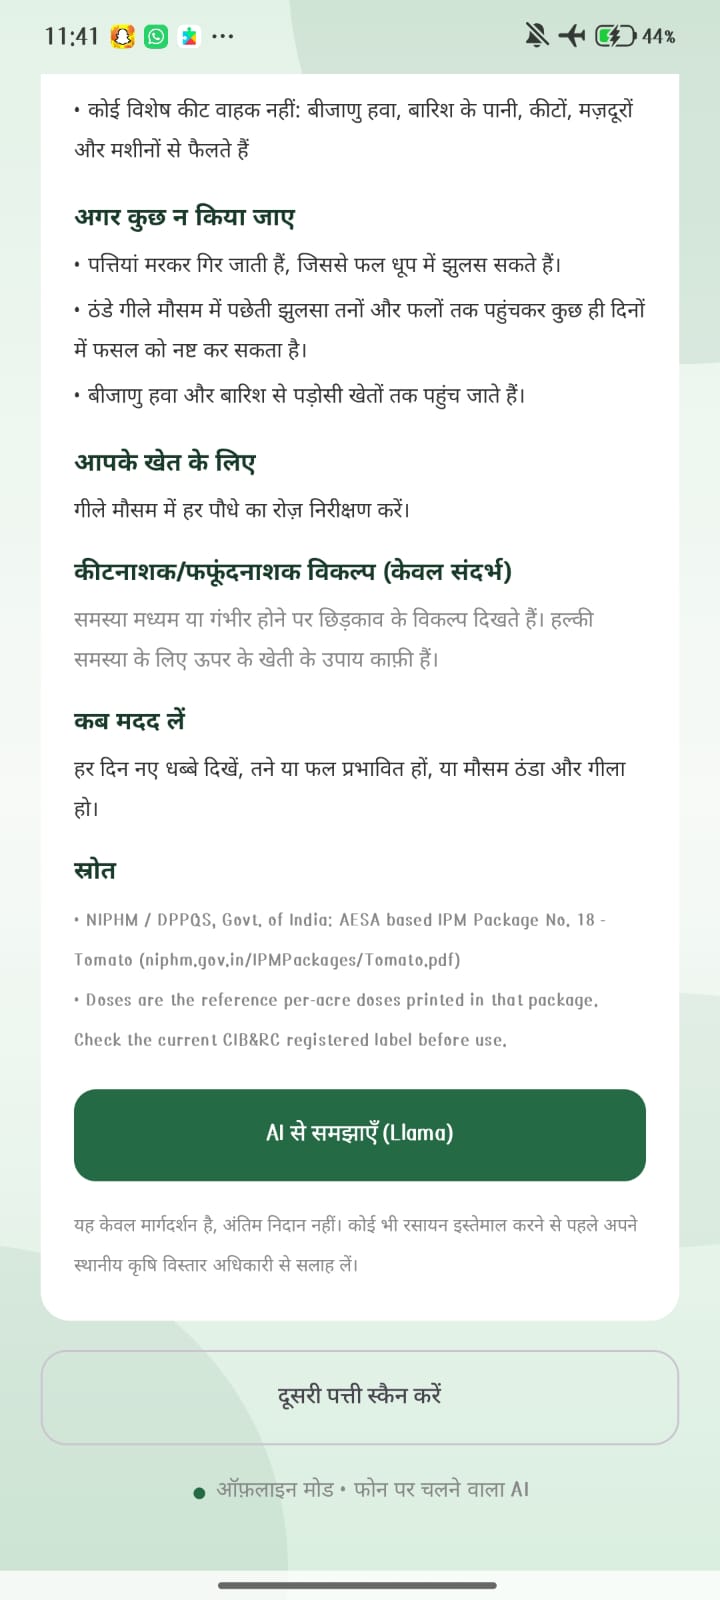 11:41 ... 44%
• कोई विशेष कीट वाहक नहीं: बीजाणु हवा, बारिश के पानी, कीटों, मज़दूरों
और मशीनों से फैलते हैं
अगर कुछ न किया जाए
• पत्तियां मरकर गिर जाती हैं, जिससे फल धूप में झुलस सकते हैं।
• ठंडे गीले मौसम में पछेती झुलसा तनों और फलों तक पहुंचकर कुछ ही दिनों
में फसल को नष्ट कर सकता है।
• बीजाणु हवा और बारिश से पड़ोसी खेतों तक पहुंच जाते हैं।
आपके खेत के लिए
गीले मौसम में हर पौधे का रोज़ निरीक्षण करें।
कीटनाशक/फफूंदनाशक विकल्प (केवल संदर्भ)
समस्या मध्यम या गंभीर होने पर छिड़काव के विकल्प दिखते हैं। हल्की
समस्या के लिए ऊपर के खेती के उपाय काफ़ी हैं।
कब मदद लें
हर दिन नए धब्बे दिखें, तने या फल प्रभावित हों, या मौसम ठंडा और गीला
हो।
स्रोत
• NIPHM / DPPQS, Govt. of India: AESA based IPM Package No. 18 -
Tomato (niphm.gov.in/IPMPackages/Tomato.pdf)
• Doses are the reference per-acre doses printed in that package.
Check the current CIB&RC registered label before use.
AI से समझाएँ (Llama)
यह केवल मार्गदर्शन है, अंतिम निदान नहीं। कोई भी रसायन इस्तेमाल करने से पहले अपने
स्थानीय कृषि विस्तार अधिकारी से सलाह लें।
दूसरी पत्ती स्कैन करें
ऑफ़लाइन मोड • फोन पर चलने वाला AI